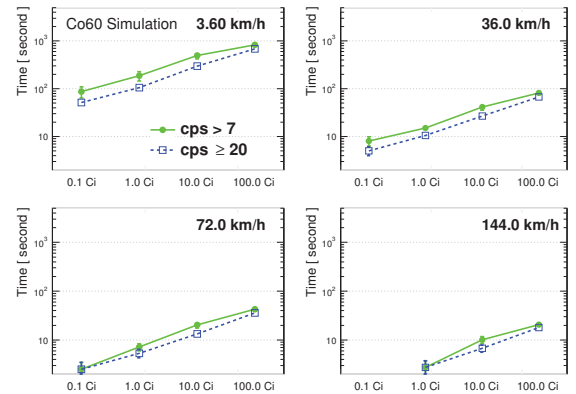 Co60 Simulation 3.60 km/h
Time [ second]
10³
10²
10
cps > 7
cps ≥ 20
0.1 Ci 1.0 Ci 10.0 Ci 100.0 Ci
36.0 km/h
Time [ second]
10³
10²
10
0.1 Ci 1.0 Ci 10.0 Ci 100.0 Ci
72.0 km/h
Time [ second]
10³
10²
10
0.1 Ci 1.0 Ci 10.0 Ci 100.0 Ci
144.0 km/h
Time [ second]
10³
10²
10
0.1 Ci 1.0 Ci 10.0 Ci 100.0 Ci